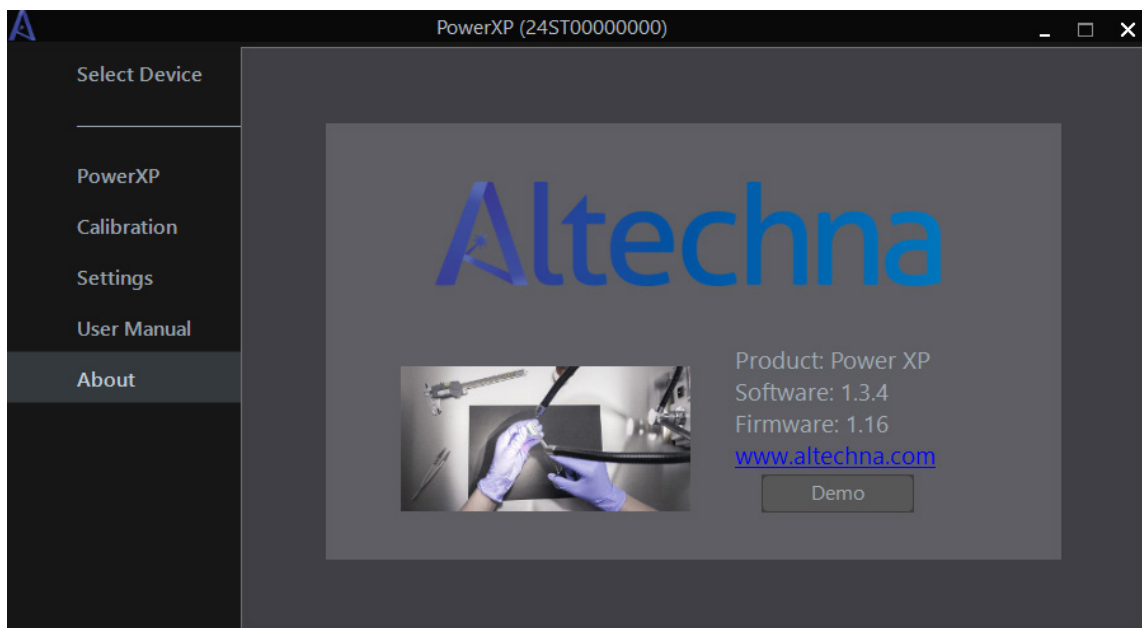 PowerXP (24ST00000000)
Select Device
PowerXP
Calibration
Settings
User Manual
About
Altechna
Product: Power XP
Software: 1.3.4
Firmware: 1.16
www.altechna.com
Demo